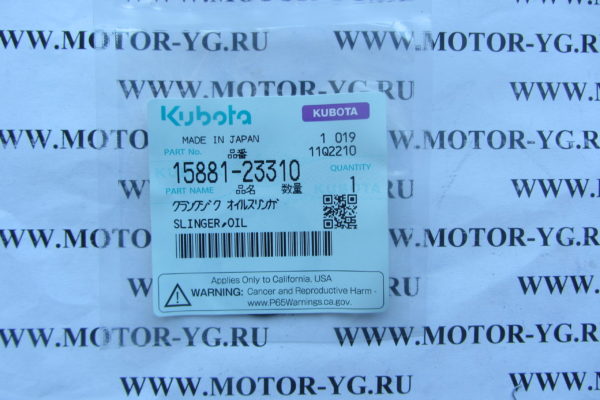 WWW.MOTOR-YG.RU
WWW.MOTOR-YG.RU
WWW.MOTOR-YG.RU
Kubota KUBOTA
MADE IN JAPAN 1 019
PART No. 品番 11Q2210
15881-23310 QUANTITY
PART NAME 品名 数量 1
クランクジク オイルスリンガ
SLINGER,OIL
Applies Only to California, USA
WARNING: Cancer and Reproductive Harm -
www.P65Warnings.ca.gov.
WWW.MOTOR-YG.RU
WWW.MOTOR-YG.RU
WWW.MOTOR-YG.RU